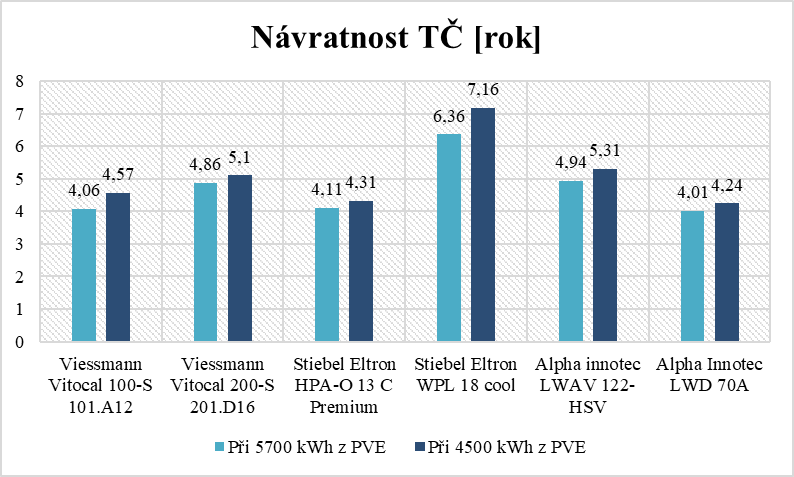 Návratnost TČ [rok]
8
7
6
5
4
3
2
1
0
4,06
4,57
4,86
5,1
4,11
4,31
6,36
7,16
4,94
5,31
4,01
4,24
Viessmann
Vitocal 100-S
101.A12
Viessmann
Vitocal 200-S
201.D16
Stiebel Eltron
HPA-O 13 C
Premium
Stiebel Eltron
WPL 18 cool
Alpha innotec
LWAV 122-
HSV
Alpha Innotec
LWD 70A
Při 5700 kWh z PVE
Při 4500 kWh z PVE